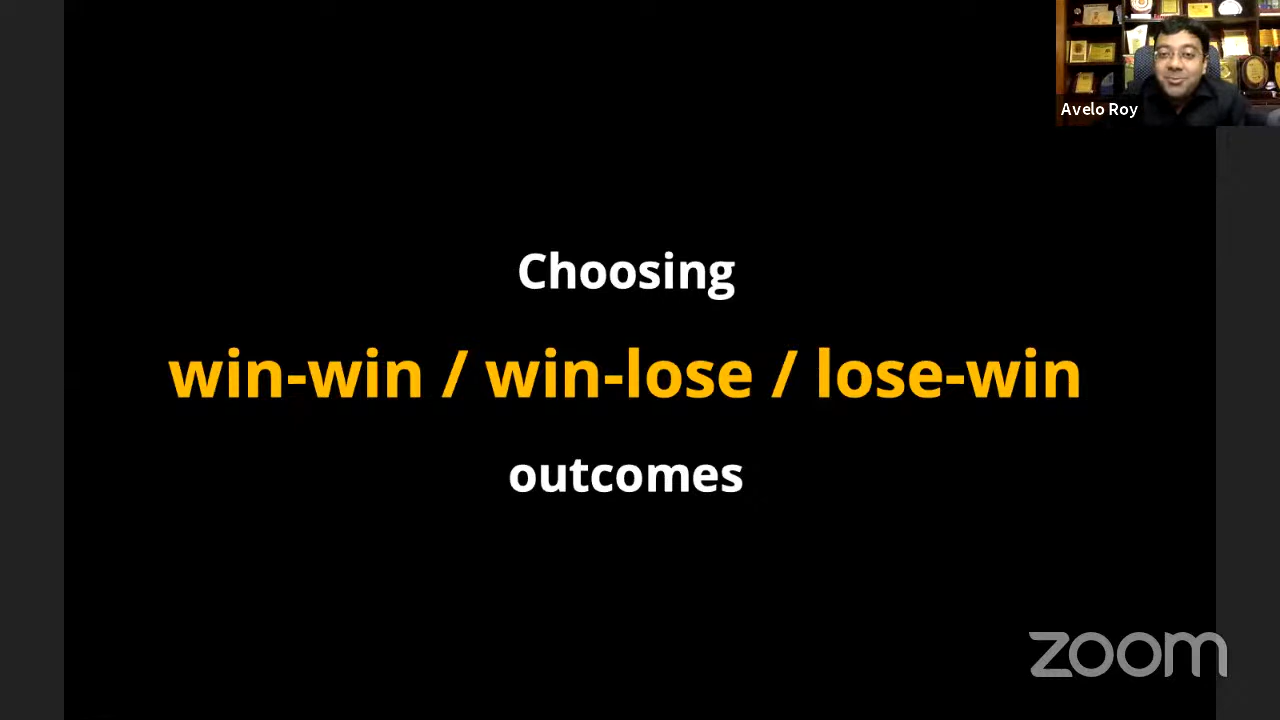 Avelo Roy
Choosing
win-win / win-lose / lose-win
outcomes
zoom